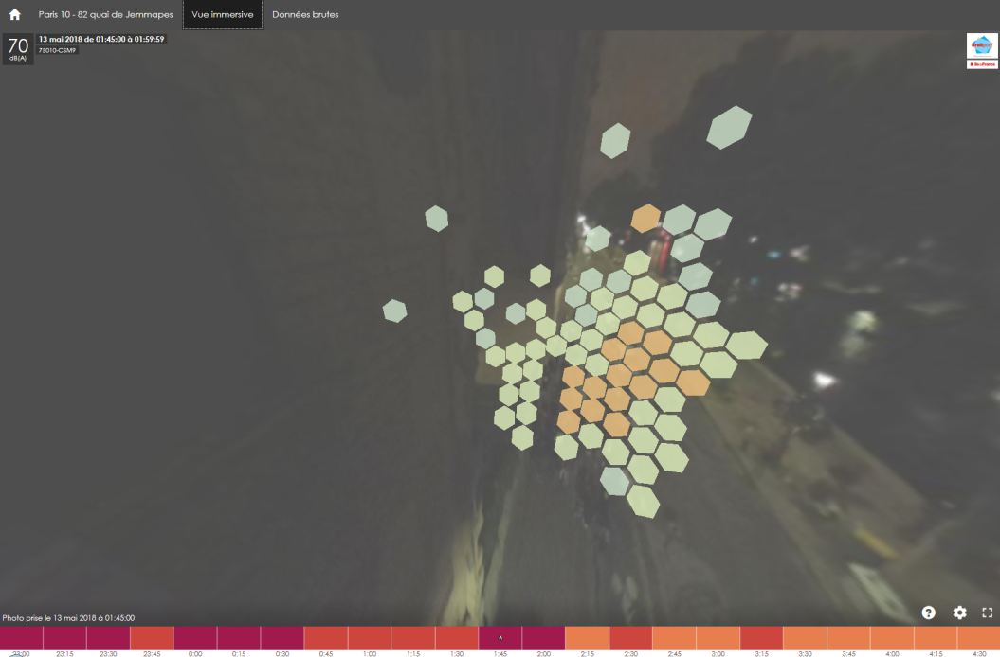 Paris 10 - 82 quai de Jemmapes
Vue immersive
Données brutes
70
dB(A)
13 mai 2018 de 01:45:00 à 01:59:59
75010-CSM9
Bruitparif
îledeFrance
Photo prise le 13 mai 2018 à 01:45:00
?
23:00 23:15 23:30 23:45 0:00 0:15 0:30 0:45 1:00 1:15 1:30 1:45 2:00 2:15 2:30 2:45 3:00 3:15 3:30 3:45 4:00 4:15 4:30